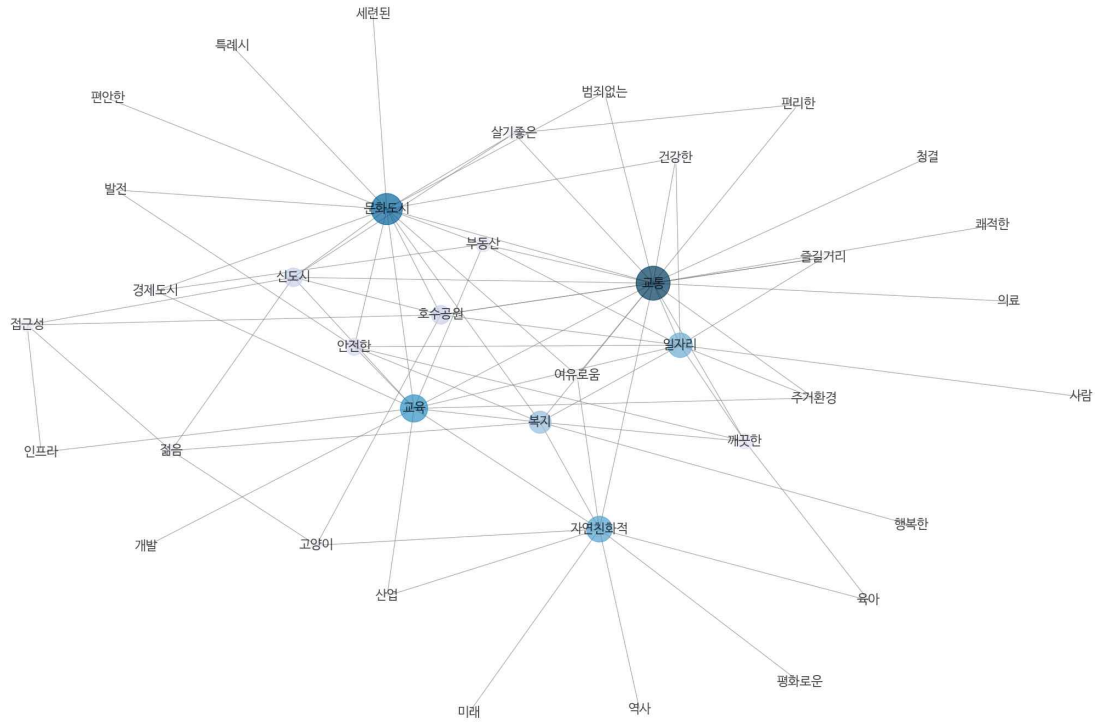 세련된
특례시
범죄없는
편안한
편리한
살기좋은
건강한
청결
발전
문화도시
쾌적한
부동산
즐길거리
신도시
교통
경제도시
의료
호수공원
접근성
안전한
일자리
여유로움
사람
주거환경
교육
복지
깨끗한
인프라
젊음
행복한
자연친화적
개발
고양이
산업
육아
평화로운
역사
미래